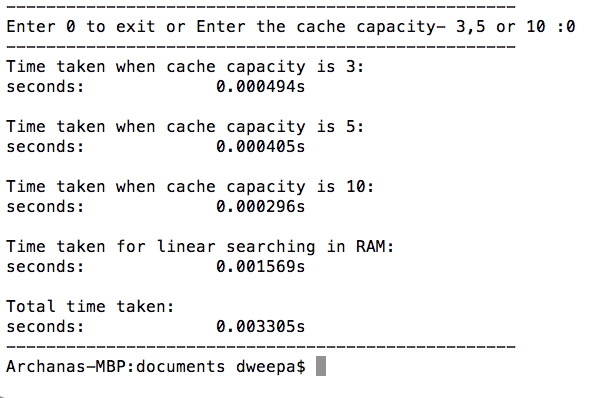 ----------------------------------------------------
Enter 0 to exit or Enter the cache capacity- 3,5 or 10 :0
----------------------------------------------------
Time taken when cache capacity is 3:
seconds:             0.000494s
Time taken when cache capacity is 5:
seconds:             0.000405s
Time taken when cache capacity is 10:
seconds:             0.000296s
Time taken for linear searching in RAM:
seconds:             0.001569s
Total time taken:
seconds:             0.003305s
----------------------------------------------------
Archanas-MBP:documents dweepa$